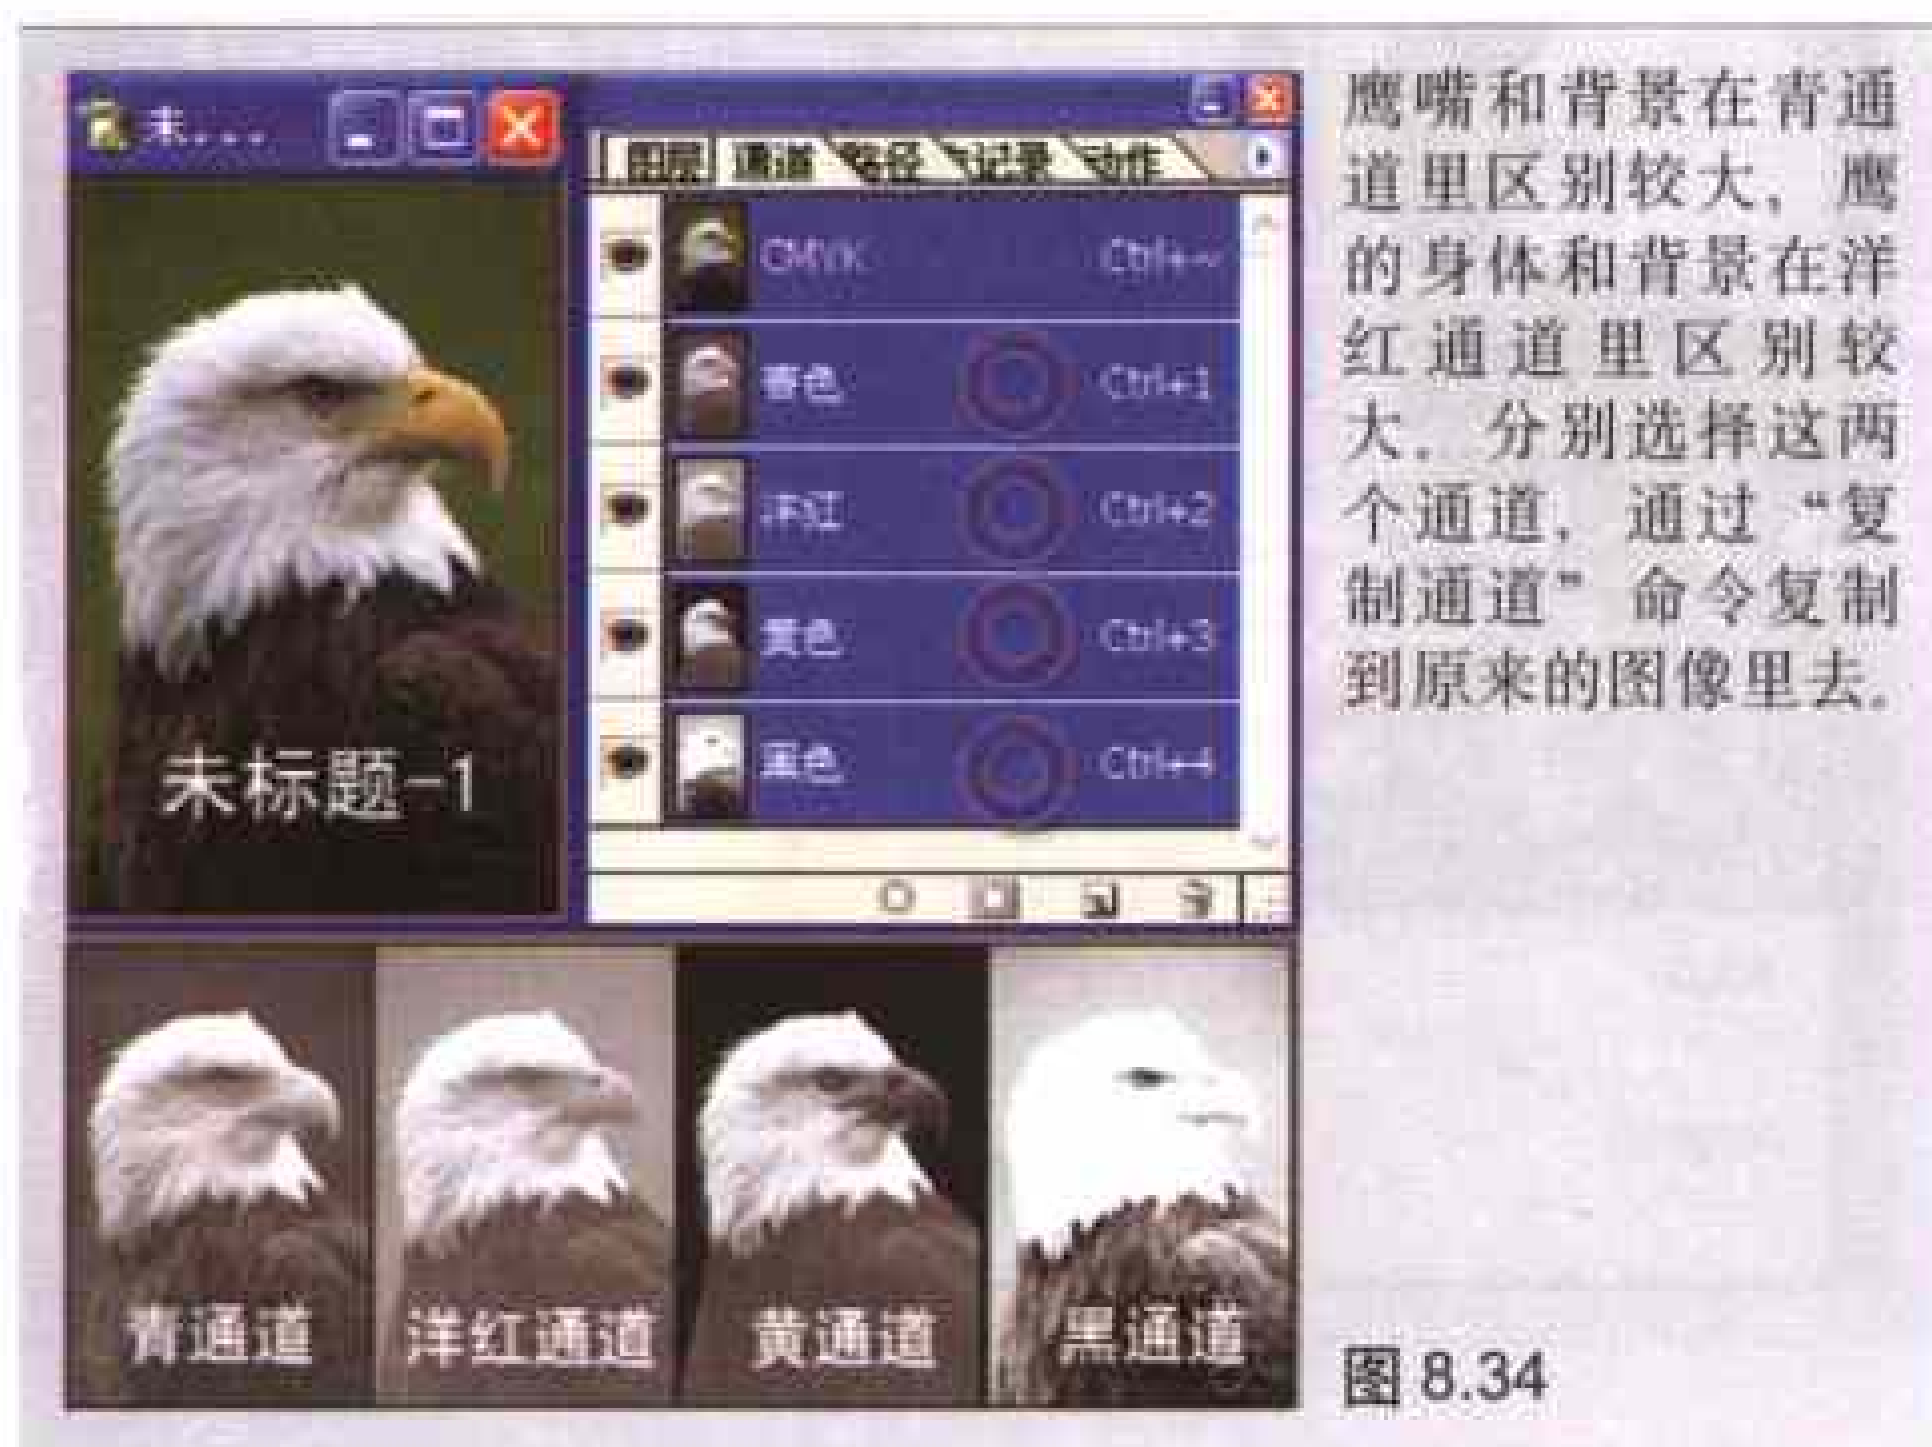 未...
图层 通道 路径 记录 动作
CMYK Ctrl+~
青色 Ctrl+1
洋红 Ctrl+2
黄色 Ctrl+3
黑色 Ctrl+4
未标题-1
青通道 洋红通道 黄通道 黑通道
鹰嘴和背景在青通
道里区别较大，鹰
的身体和背景在洋
红通道里区别较
大，分别选择这两
个通道，通过“复
制通道”命令复制
到原来的图像里去。
图 8.34